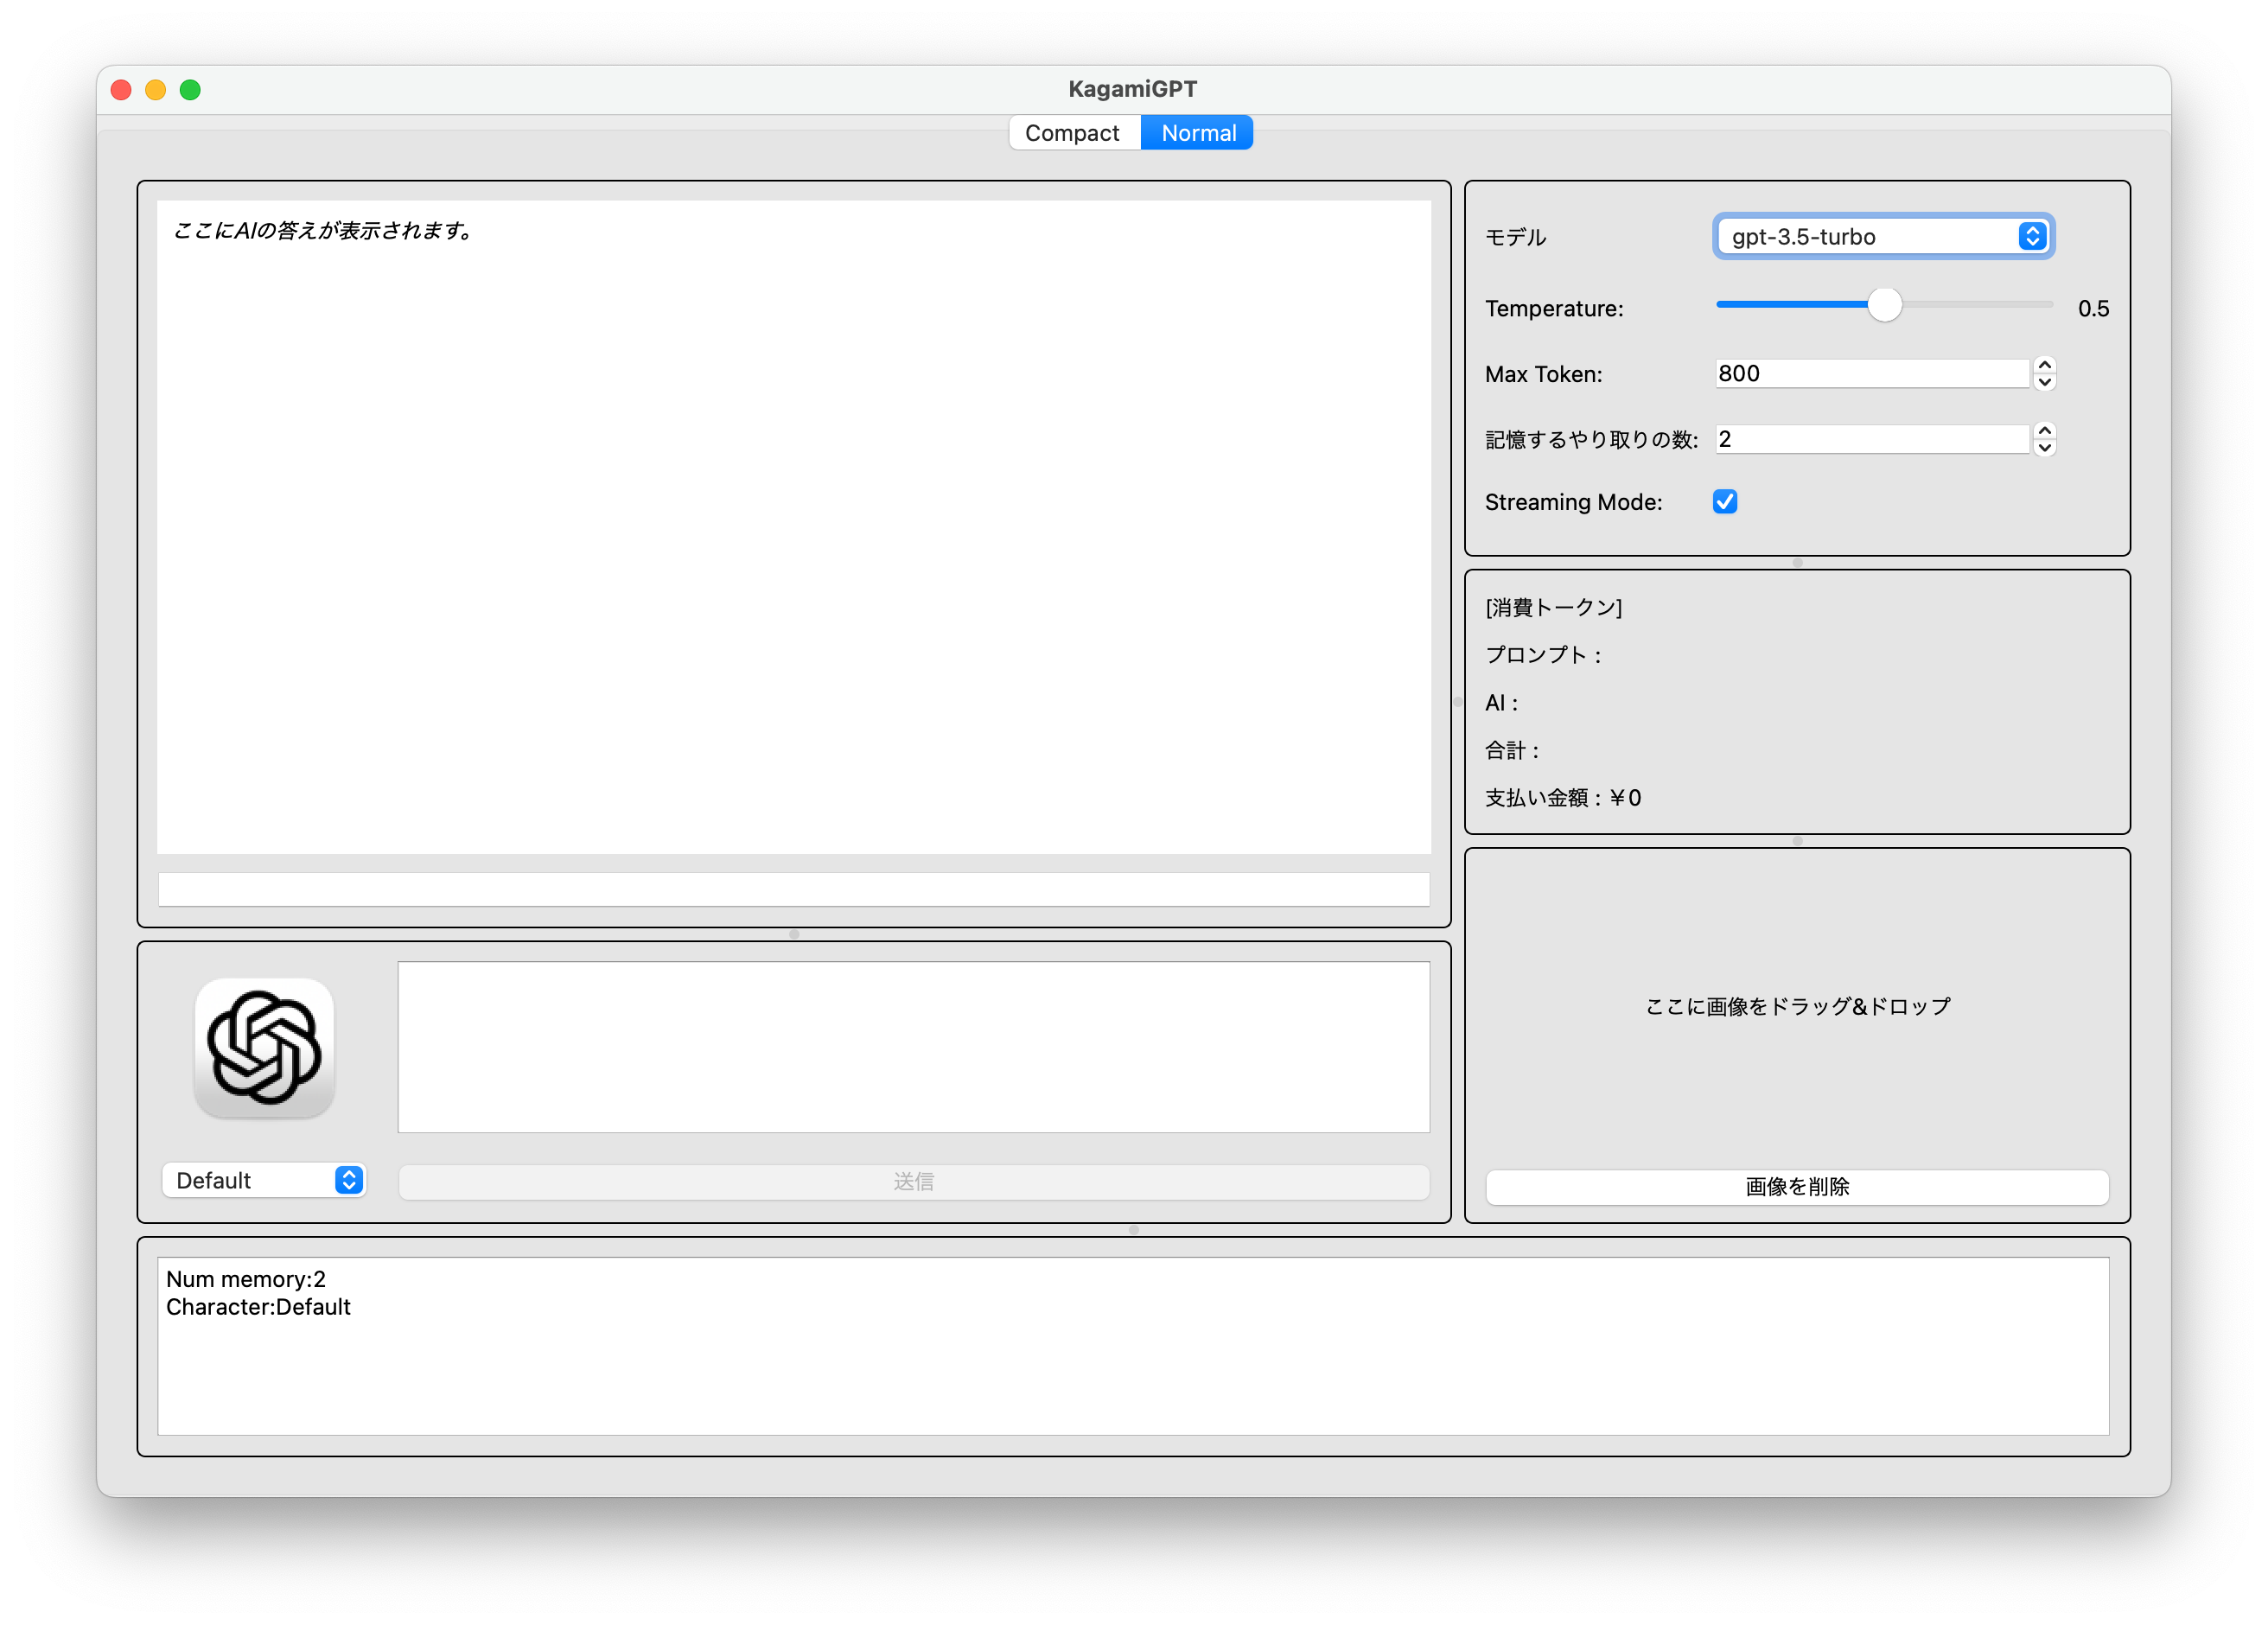 KagamiGPT
Compact Normal
ここにAIの答えが表示されます。
モデル gpt-3.5-turbo
Temperature: 0.5
Max Token: 800
記憶するやり取りの数: 2
Streaming Mode:
[消費トークン]
プロンプト :
AI :
合計 :
支払い金額 : ¥0
ここに画像をドラッグ&ドロップ
画像を削除
Default
送信
Num memory:2
Character:Default